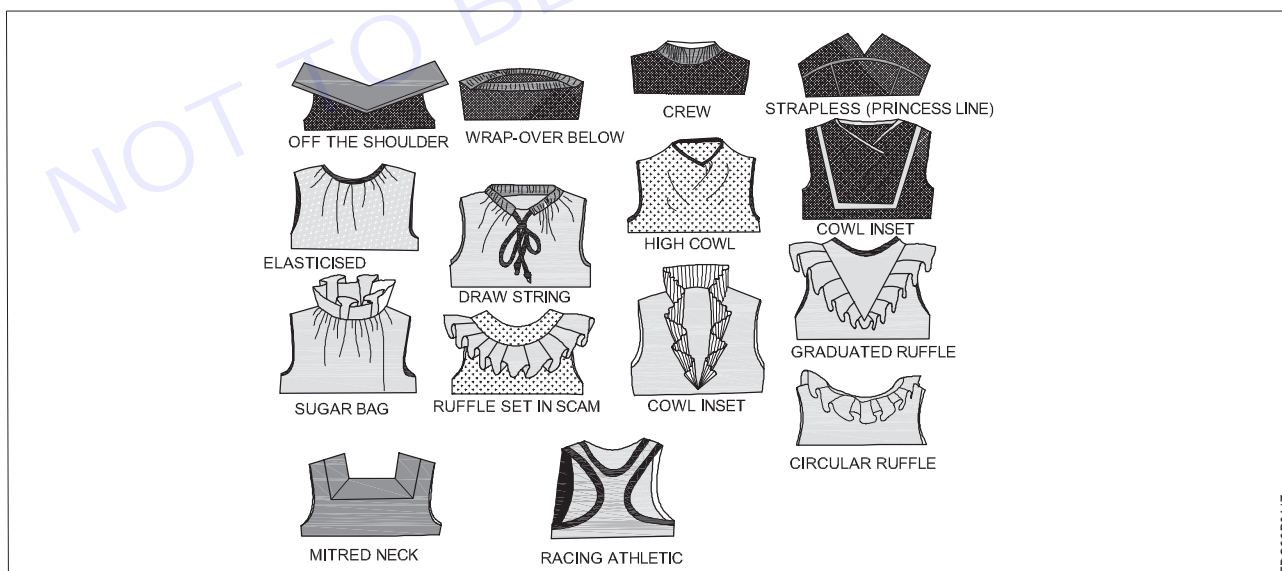 NOT TO BE
OFF THE SHOULDER
WRAP-OVER BELOW
CREW
STRAPLESS (PRINCESS LINE)
ELASTICISED
DRAW STRING
HIGH COWL
COWL INSET
SUGAR BAG
RUFFLE SET IN SCAM
COWL INSET
GRADUATED RUFFLE
CIRCULAR RUFFLE
MITRED NECK
RACING ATHLETIC